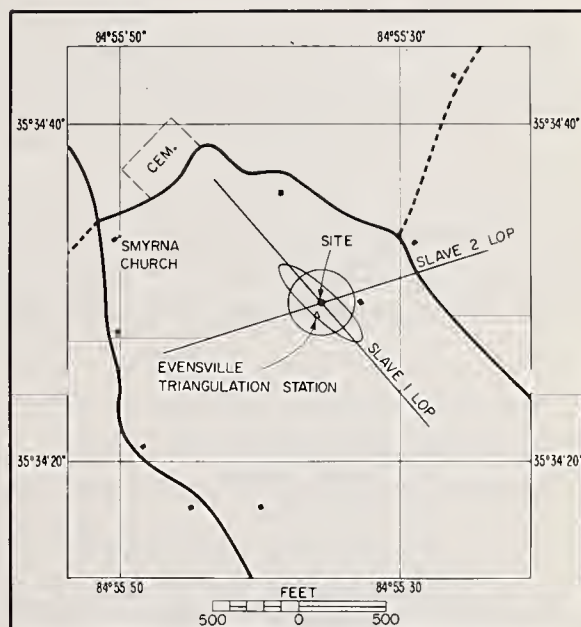 84°55'50" 84°55'30"
35°34'40" 35°34'40"
CEM.
SITE
SLAVE 2 LOP
SMYRNA
CHURCH
SLAVE 1 LOP
EVENSVILLE
TRIANGULATION STATION
35°34'20" 35°34'20"
84°55'50" 84°55'30"
FEET
500 0 500